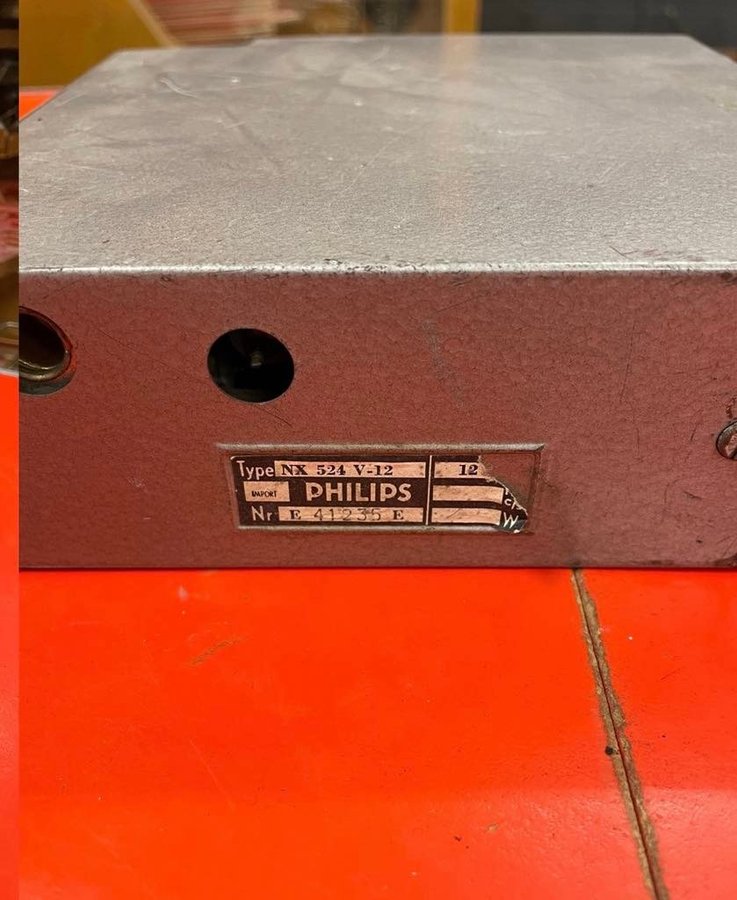 Type NX 524 V-12 12
IMPORT PHILIPS
Nr E 41235 E W